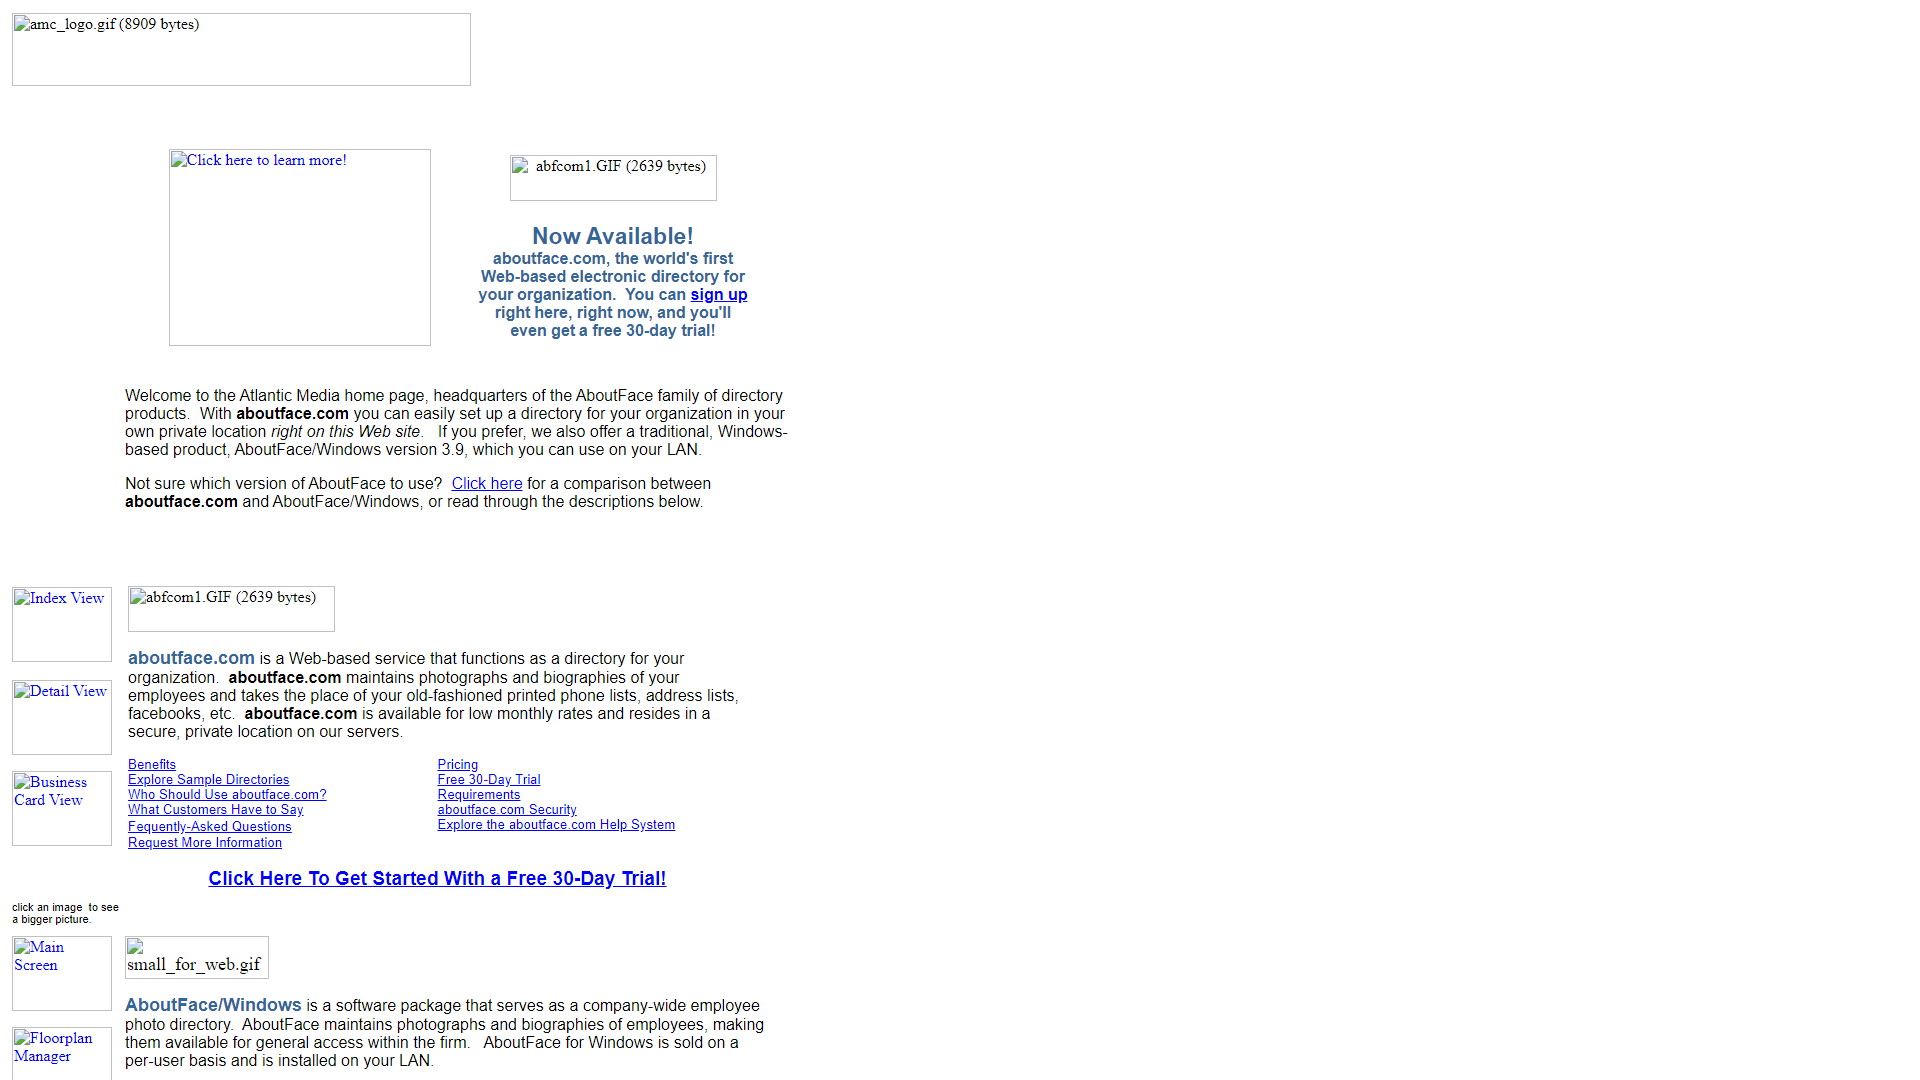 amc_logo.gif (8909 bytes)
Click here to learn more!
abfcom1.GIF (2639 bytes)
Now Available!
aboutface.com, the world's first
Web-based electronic directory for
your organization.  You can sign up
right here, right now, and you'll
even get a free 30-day trial!
Welcome to the Atlantic Media home page, headquarters of the AboutFace family of directory
products.  With aboutface.com you can easily set up a directory for your organization in your
own private location right on this Web site.   If you prefer, we also offer a traditional, Windows-
based product, AboutFace/Windows version 3.9, which you can use on your LAN.
Not sure which version of AboutFace to use?  Click here for a comparison between
aboutface.com and AboutFace/Windows, or read through the descriptions below.
Index View
Detail View
Business
Card View
abfcom1.GIF (2639 bytes)
aboutface.com is a Web-based service that functions as a directory for your
organization.  aboutface.com maintains photographs and biographies of your
employees and takes the place of your old-fashioned printed phone lists, address lists,
facebooks, etc.  aboutface.com is available for low monthly rates and resides in a
secure, private location on our servers.
Benefits
Explore Sample Directories
Who Should Use aboutface.com?
What Customers Have to Say
Fequently-Asked Questions
Request More Information
Pricing
Free 30-Day Trial
Requirements
aboutface.com Security
Explore the aboutface.com Help System
Click Here To Get Started With a Free 30-Day Trial!
click an image  to see
a bigger picture.
Main
Screen
Floorplan
Manager
small_for_web.gif
AboutFace/Windows is a software package that serves as a company-wide employee
photo directory.  AboutFace maintains photographs and biographies of employees, making
them available for general access within the firm.   AboutFace for Windows is sold on a
per-user basis and is installed on your LAN.